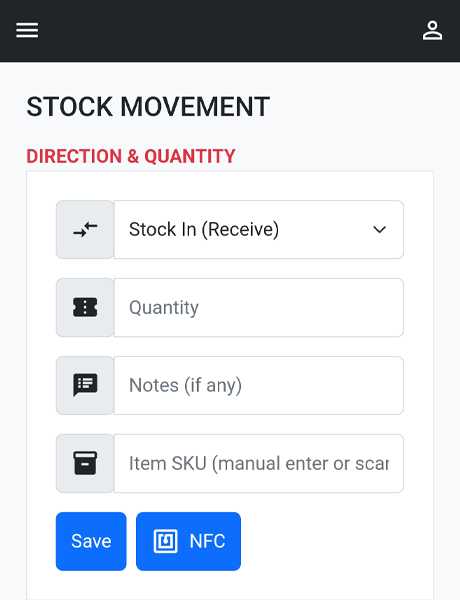 STOCK MOVEMENT
DIRECTION & QUANTITY
Stock In (Receive)
Quantity
Notes (if any)
Item SKU (manual enter or scar
Save
NFC